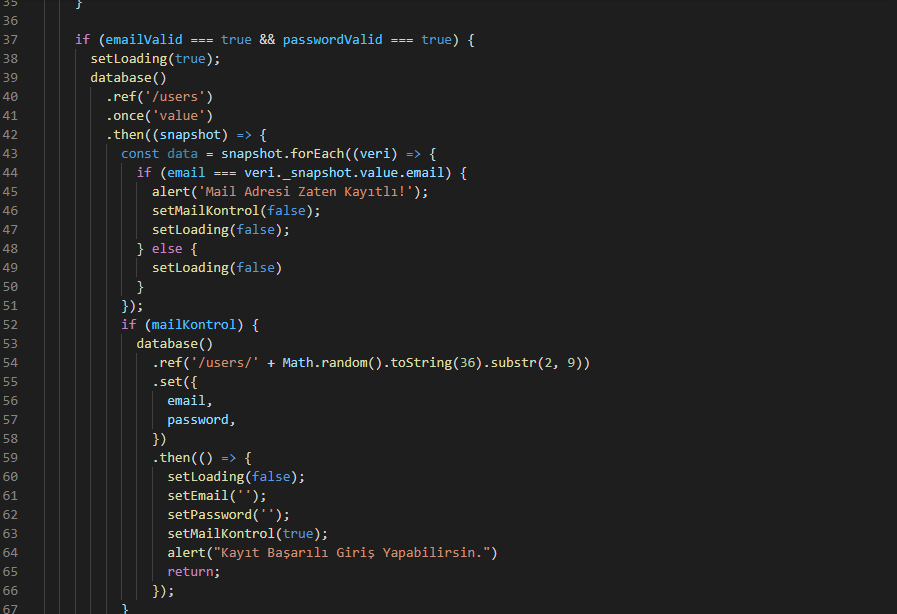 35 }
36
37 if (emailValid === true && passwordValid === true) {
38 setLoading(true);
39 database()
40 .ref('/users')
41 .once('value')
42 .then((snapshot) => {
43 const data = snapshot.forEach((veri) => {
44 if (email === veri._snapshot.value.email) {
45 alert('Mail Adresi Zaten Kayıtlı!');
46 setMailKontrol(false);
47 setLoading(false);
48 } else {
49 setLoading(false)
50 }
51 });
52 if (mailKontrol) {
53 database()
54 .ref('/users/' + Math.random().toString(36).substr(2, 9))
55 .set({
56 email,
57 password,
58 })
59 .then(() => {
60 setLoading(false);
61 setEmail('');
62 setPassword('');
63 setMailKontrol(true);
64 alert("Kayıt Başarılı Giriş Yapabilirsin.")
65 return;
66 });
67 }